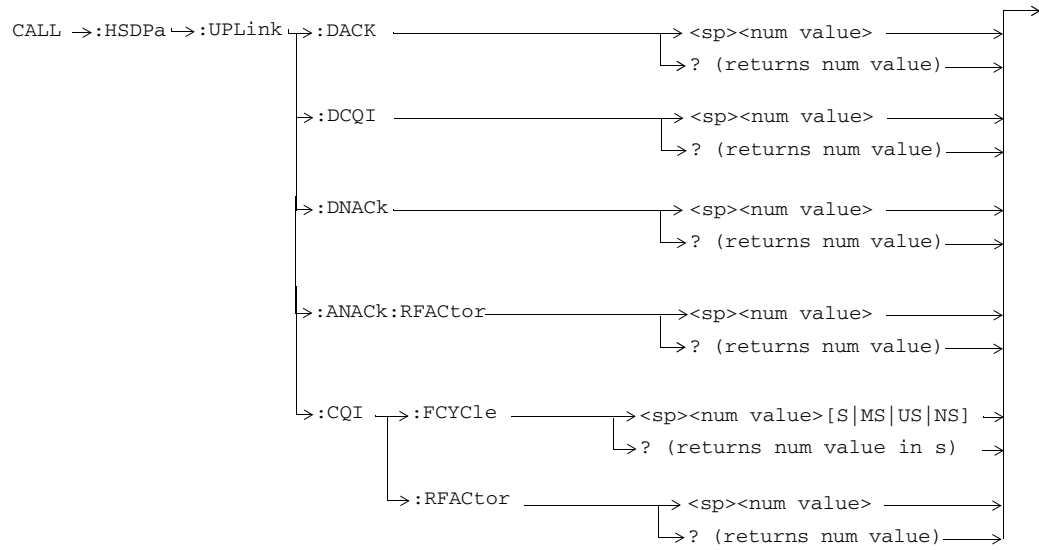 CALL :HSDPa :UPLink :DACK <sp><num value>
? (returns num value)
:DCQI <sp><num value>
? (returns num value)
:DNACk <sp><num value>
? (returns num value)
:ANACk:RFACtor <sp><num value>
? (returns num value)
:CQI :FCYCle <sp><num value>[S|MS|US|NS]
? (returns num value in s)
:RFACtor <sp><num value>
? (returns num value)